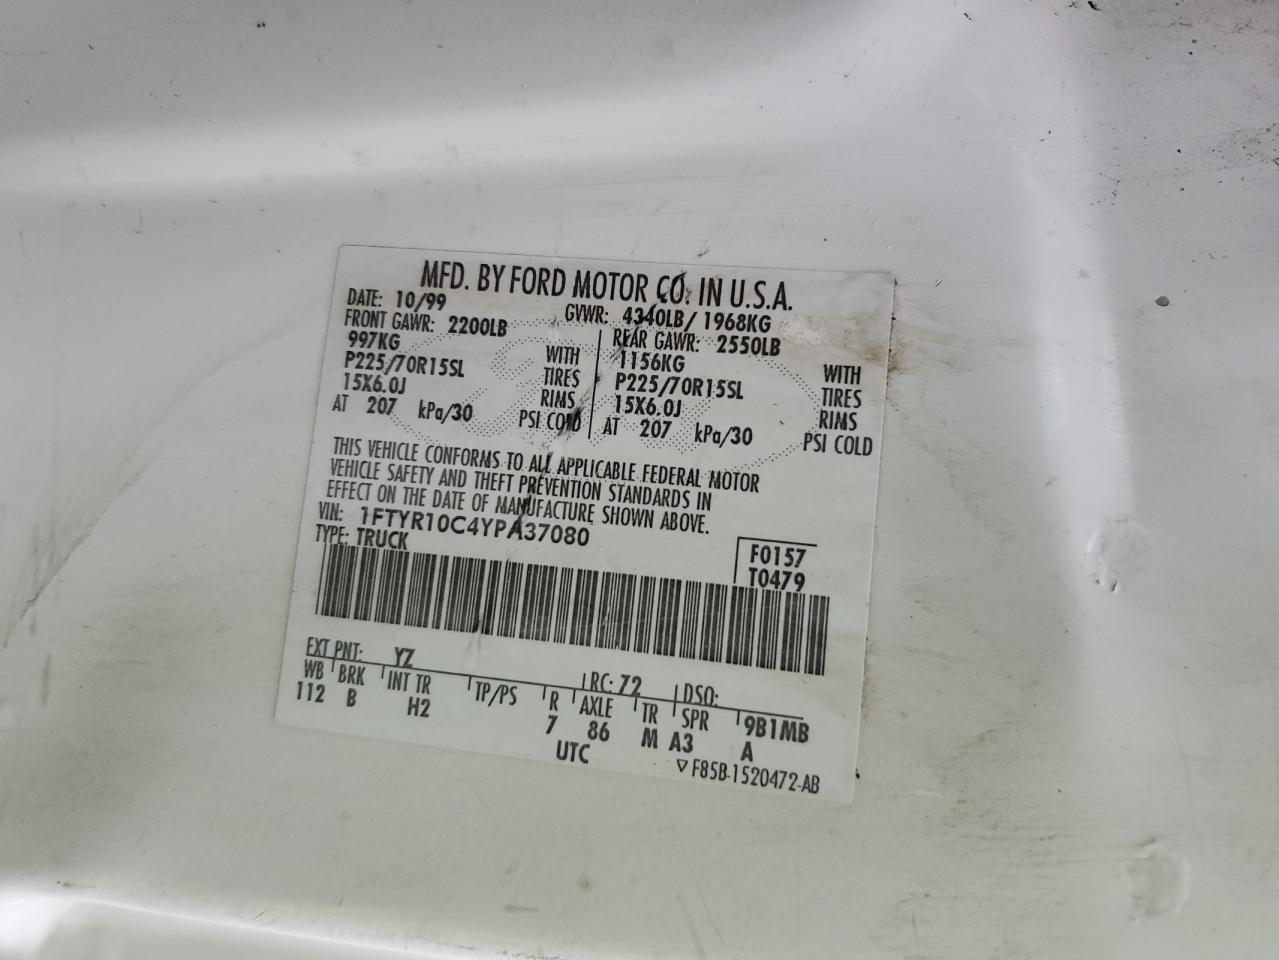 MFD. BY FORD MOTOR CO. IN U.S.A.
DATE: 10/99 GVWR: 4340LB/ 1968KG
FRONT GAWR: 2200LB REAR GAWR: 2550LB
997KG WITH 1156KG WITH
P225/70R15SL TIRES P225/70R15SL TIRES
15X6.0J RIMS 15X6.0J RIMS
AT 207 kPa/30 PSI COLD AT 207 kPa/30 PSI COLD
THIS VEHICLE CONFORMS TO ALL APPLICABLE FEDERAL MOTOR
VEHICLE SAFETY AND THEFT PREVENTION STANDARDS IN
EFFECT ON THE DATE OF MANUFACTURE SHOWN ABOVE.
VIN: 1FTYR10C4YPA37080
TYPE: TRUCK
F0157
T0479
EXT PNT: YZ RC: 72 DSO:
WB BRK INT TR TP/PS R AXLE TR SPR 9B1MB
112 B H2 7 86 M A3 A
UTC
▽ F85B-1520472-AB